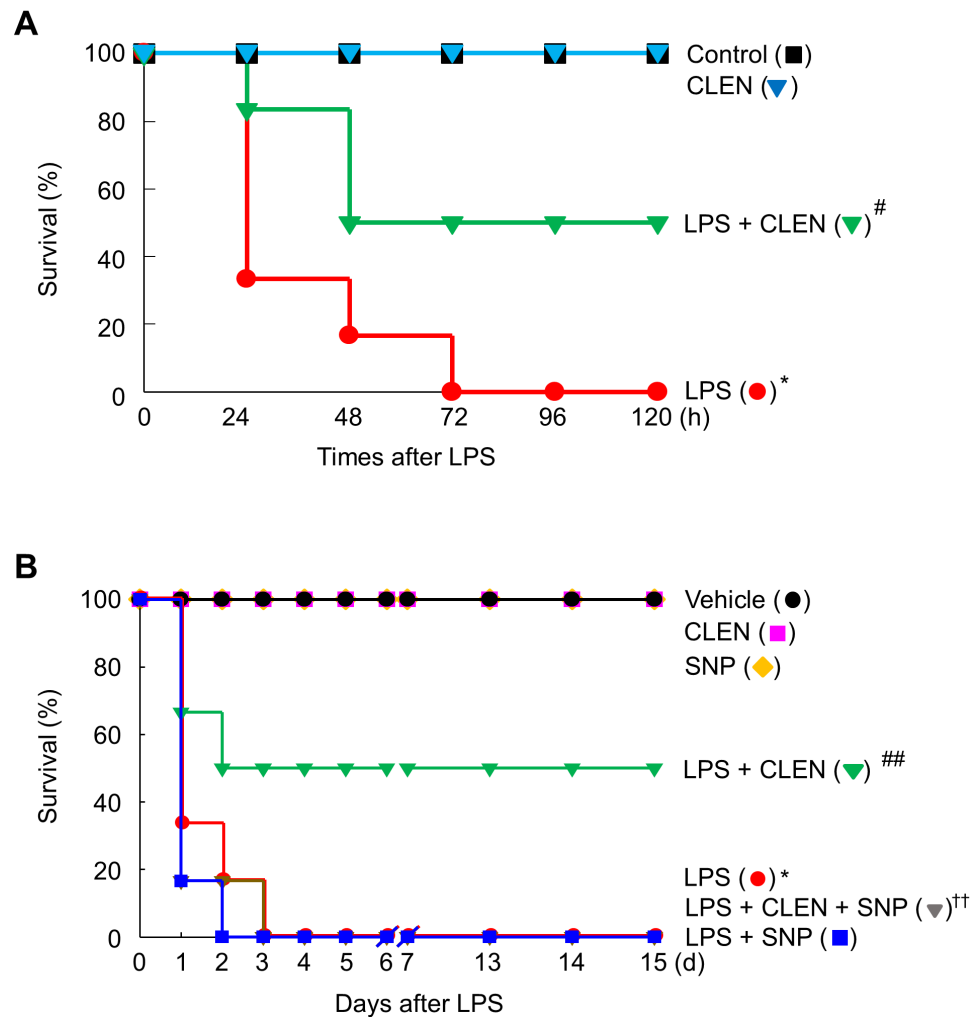 A
100
80
60
40
20
0
Survival (%)
Control (■)
CLEN (▼)
LPS + CLEN (▼)#
LPS (●)*
0 24 48 72 96 120 (h)
Times after LPS
B
100
80
60
40
20
0
Survival (%)
Vehicle (●)
CLEN (■)
SNP (◆)
LPS + CLEN (▼) ##
LPS (●)*
LPS + CLEN + SNP (▼)††
LPS + SNP (■)
0 1 2 3 4 5 6 7 13 14 15 (d)
Days after LPS